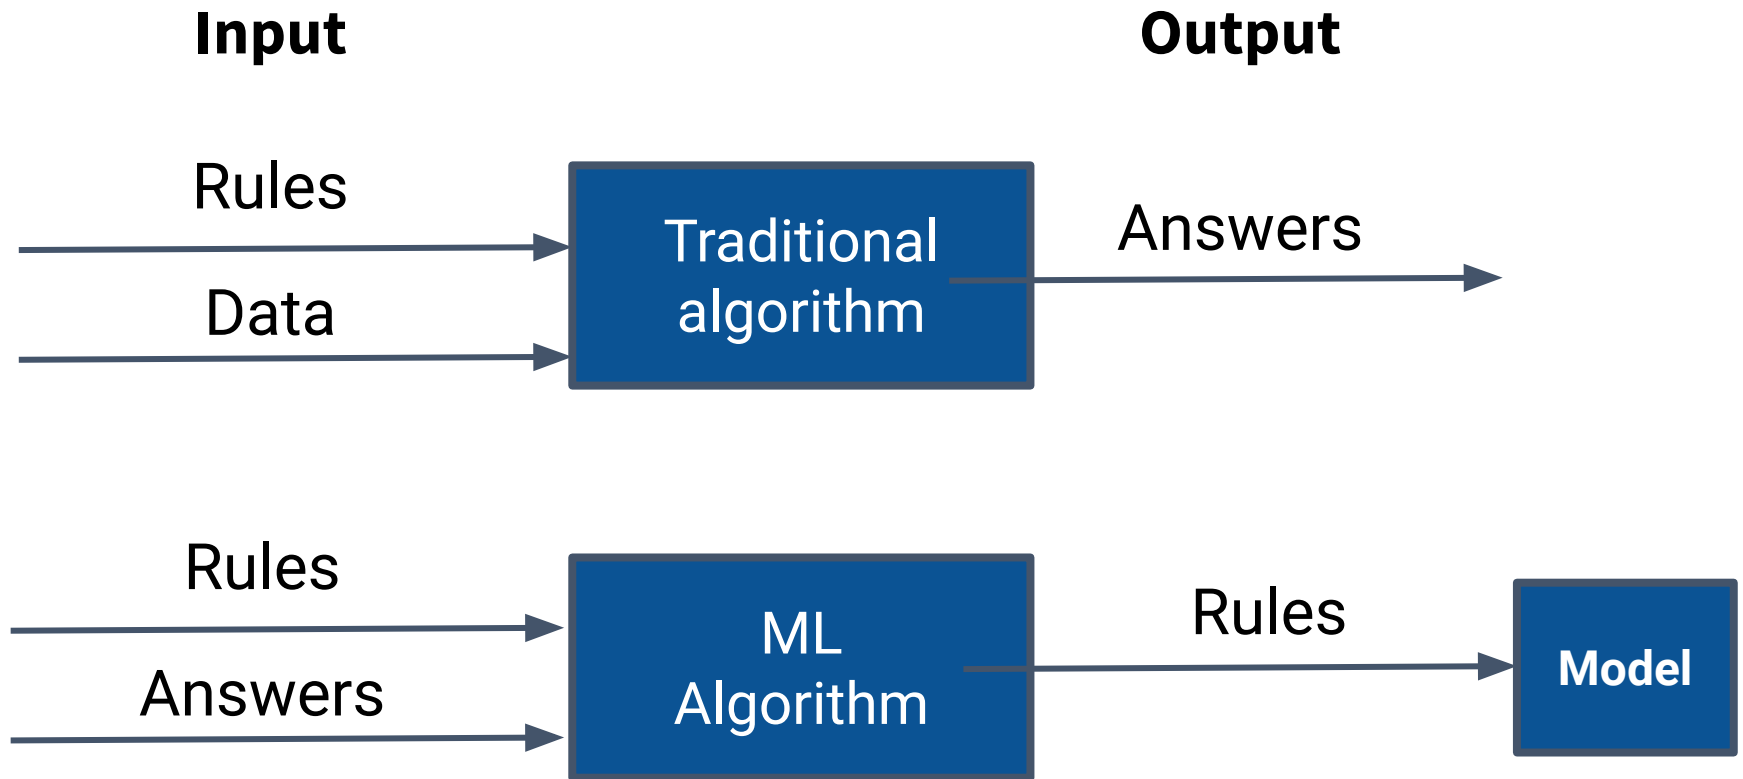 Input
Output
Rules
Data
Traditional
algorithm
Answers
Rules
Answers
ML
Algorithm
Rules
Model